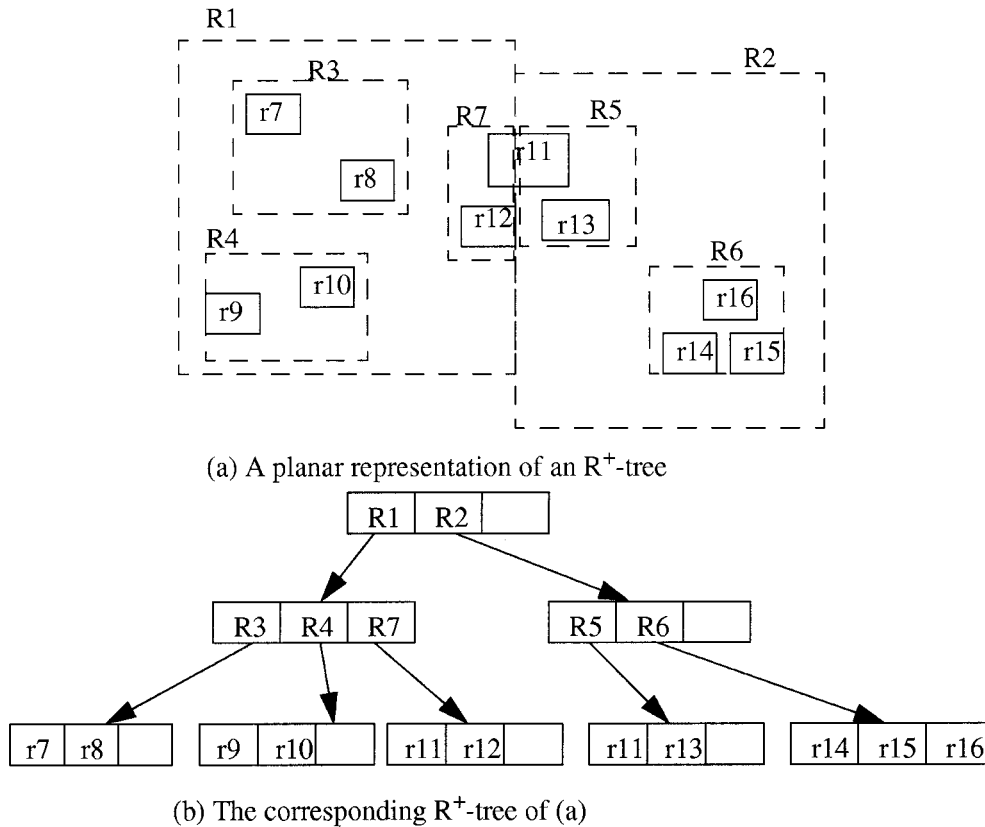 R1
R2
R3
r7
R7
R5
r11
r8
r12
r13
R4
R6
r10
r16
r9
r14 r15
(a) A planar representation of an R⁺-tree
R1 R2
R3 R4 R7 R5 R6
r7 r8 r9 r10 r11 r12 r11 r13 r14 r15 r16
(b) The corresponding R⁺-tree of (a)